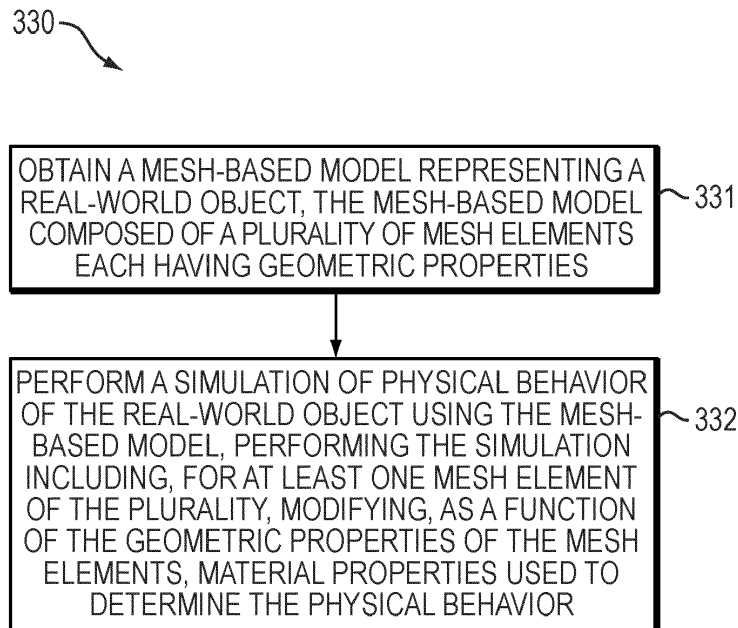 330
OBTAIN A MESH-BASED MODEL REPRESENTING A
REAL-WORLD OBJECT, THE MESH-BASED MODEL
COMPOSED OF A PLURALITY OF MESH ELEMENTS
EACH HAVING GEOMETRIC PROPERTIES
331
PERFORM A SIMULATION OF PHYSICAL BEHAVIOR
OF THE REAL-WORLD OBJECT USING THE MESH-
BASED MODEL, PERFORMING THE SIMULATION
INCLUDING, FOR AT LEAST ONE MESH ELEMENT
OF THE PLURALITY, MODIFYING, AS A FUNCTION
OF THE GEOMETRIC PROPERTIES OF THE MESH
ELEMENTS, MATERIAL PROPERTIES USED TO
DETERMINE THE PHYSICAL BEHAVIOR
332